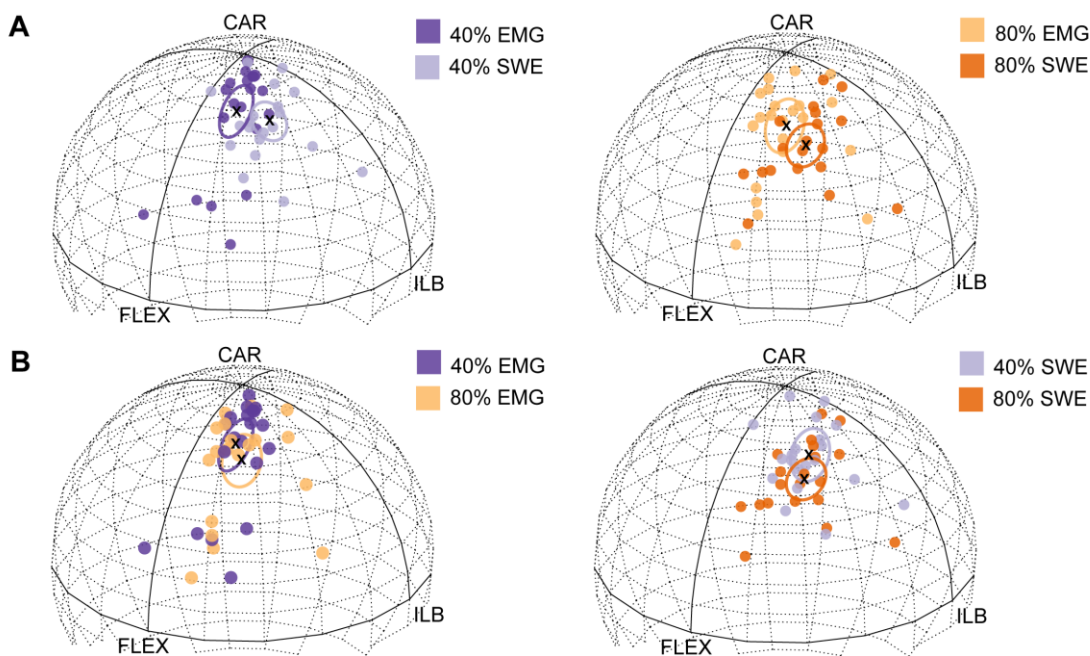 A
CAR
40% EMG
40% SWE
FLEX
ILB
CAR
80% EMG
80% SWE
FLEX
ILB
B
CAR
40% EMG
80% EMG
FLEX
ILB
CAR
40% SWE
80% SWE
FLEX
ILB